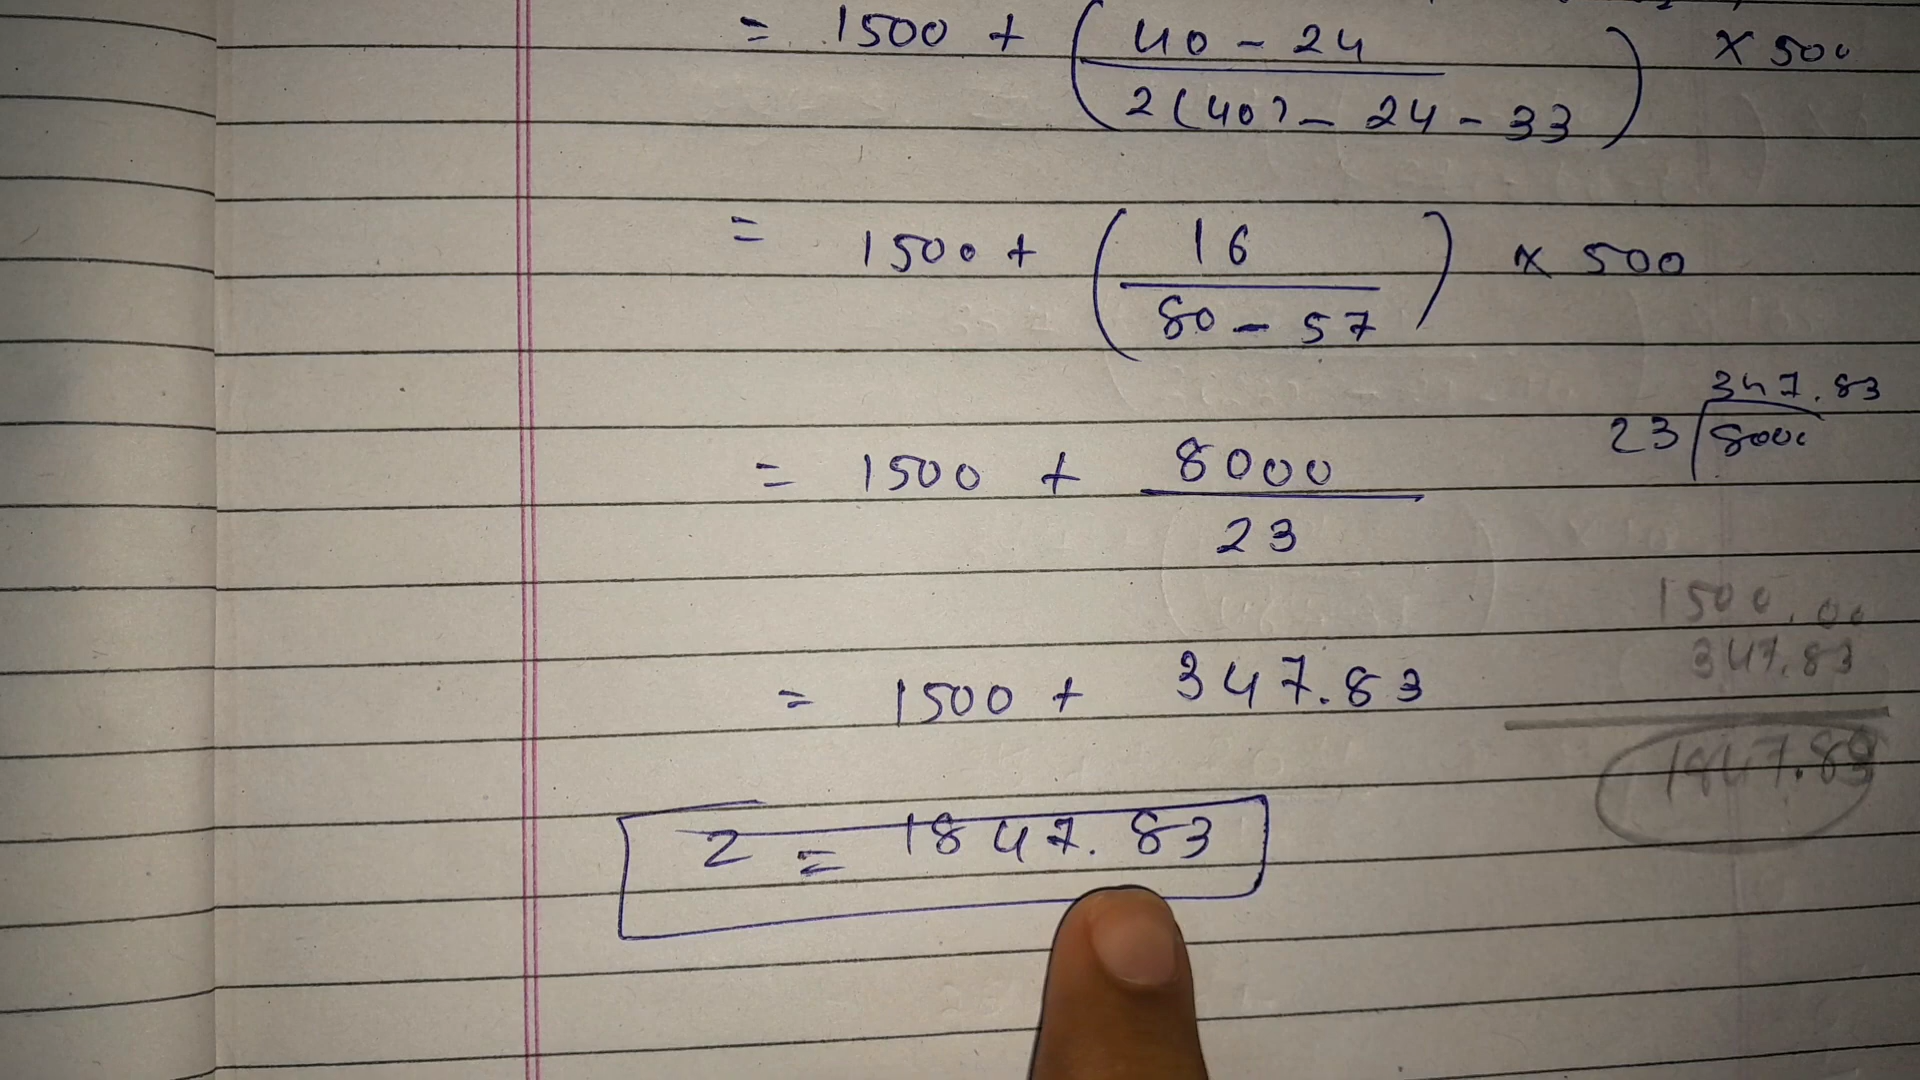 = 1500 + ( 40 - 24 / 2(40) - 24 - 33 ) × 500
= 1500 + ( 16 / 80 - 57 ) × 500
347.83
23 8000
= 1500 + 8000 / 23
1500.00
347.83
= 1500 + 347.83
1847.83
z = 1847.83